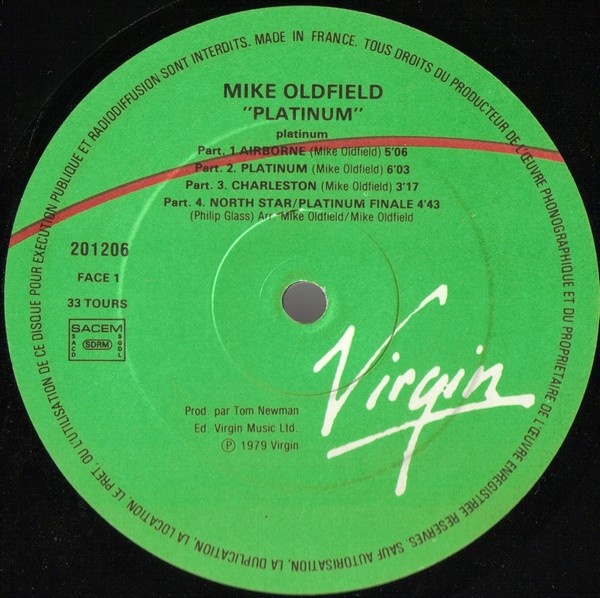 TOUS DROITS DU PRODUCTEUR DE L'ŒUVRE PHONOGRAPHIQUE ET DU PROPRIETAIRE DE L'ŒUVRE ENREGISTREE RESERVES. SAUF AUTORISATION, LA DUPLICATION, LA LOCATION, LE PRET, OU L'UTILISATION DE CE DISQUE POUR EXECUTION PUBLIQUE ET RADIODIFFUSION SONT INTERDITS. MADE IN FRANCE.
MIKE OLDFIELD
"PLATINUM"
platinum
Part. 1 AIRBORNE (Mike Oldfield) 5'06
Part. 2. PLATINUM (Mike Oldfield) 6'03
Part. 3. CHARLESTON (Mike Oldfield) 3'17
Part. 4. NORTH STAR/PLATINUM FINALE 4'43
(Philip Glass) Arr. Mike Oldfield/Mike Oldfield
201206
FACE 1
33 TOURS
SACEM
SACD
SDRM
SGDL
Virgin
Prod. par Tom Newman
Ed. Virgin Music Ltd.
Ⓟ 1979 Virgin